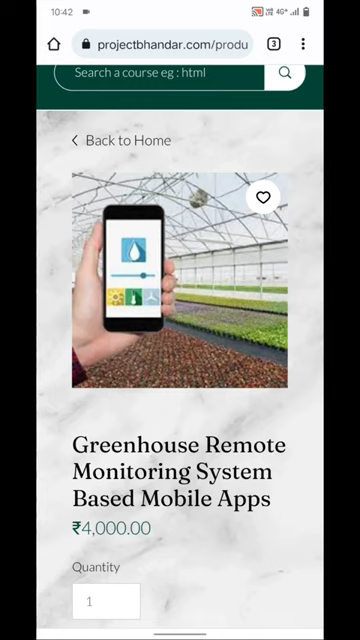 10:42
4G+
projectbhandar.com/produ
3
Search a course eg : html
Back to Home
Greenhouse Remote
Monitoring System
Based Mobile Apps
₹4,000.00
Quantity
1